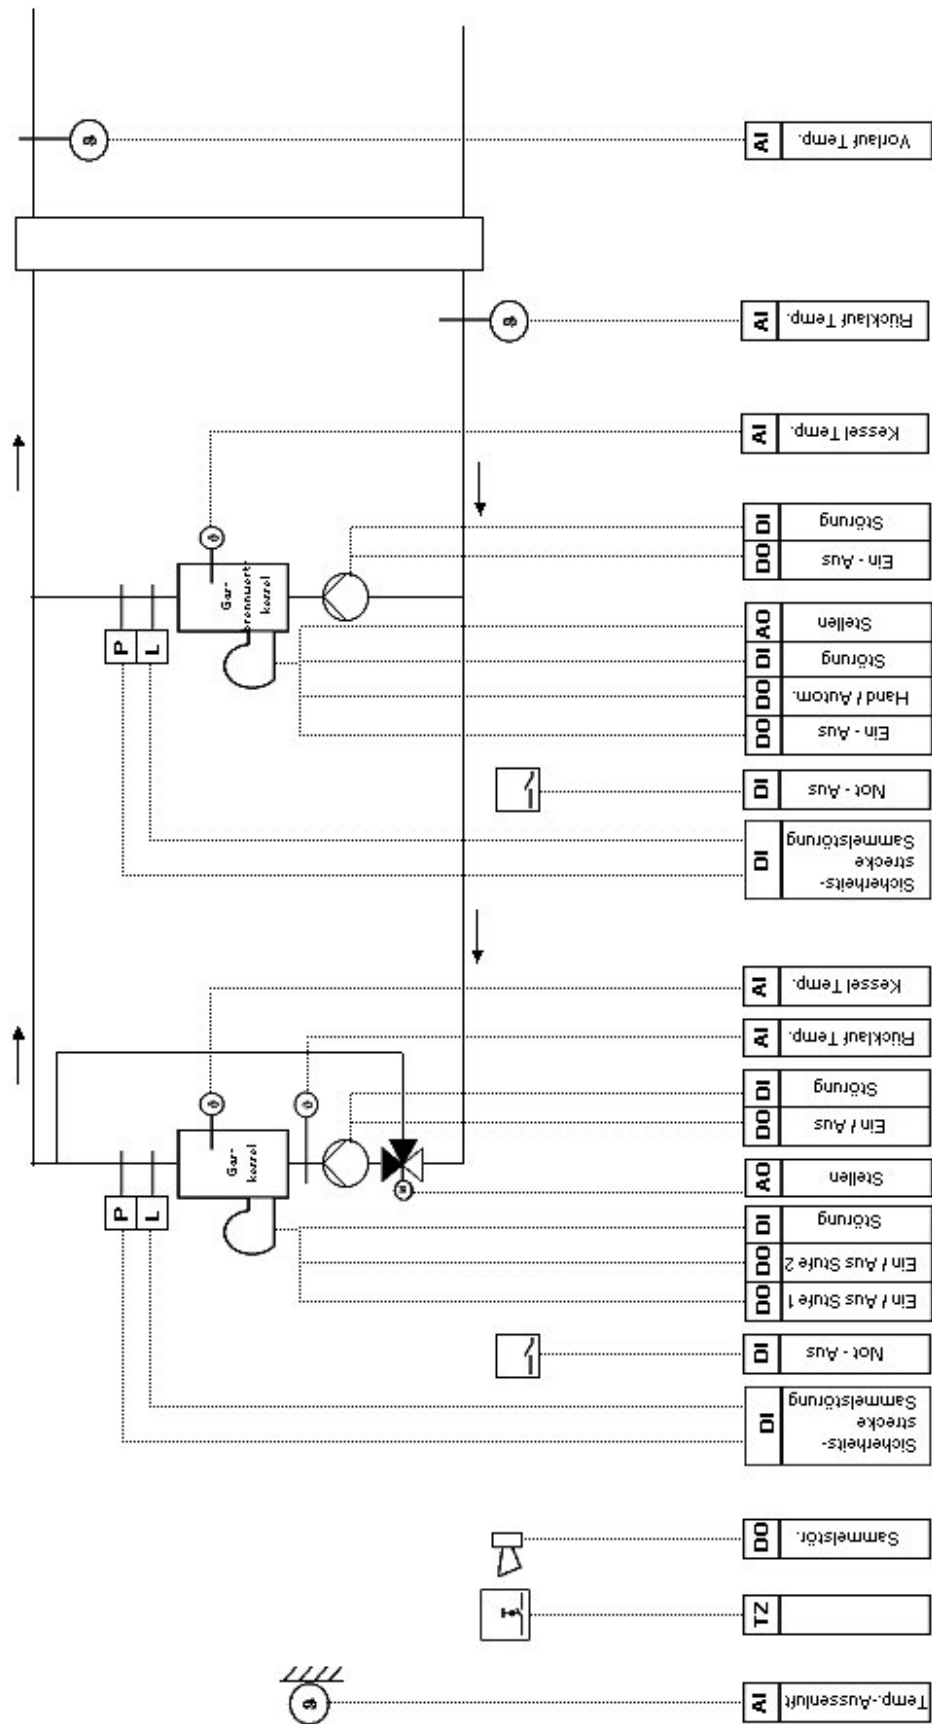 ϑ
AI Vorlauf Temp.
ϑ
AI Rücklauf Temp.
AI Kessel Temp.
DI Störung
DO Ein - Aus
Gas-
brennwert-
kessel
P L
AO Stellen
DI Störung
DO Hand / Autom.
DO Ein - Aus
DI Not - Aus
DI Sicherheits-
strecke
Sammelstörung
AI Kessel Temp.
AI Rücklauf Temp.
DI Störung
DO Ein / Aus
Gas-
kessel
P L
AO Stellen
DI Störung
DO Ein / Aus Stufe 2
DO Ein / Aus Stufe 1
DI Not - Aus
DI Sicherheits-
strecke
Sammelstörung
DO Sammelstör.
TZ
ϑ
AI Temp.-Aussenluft